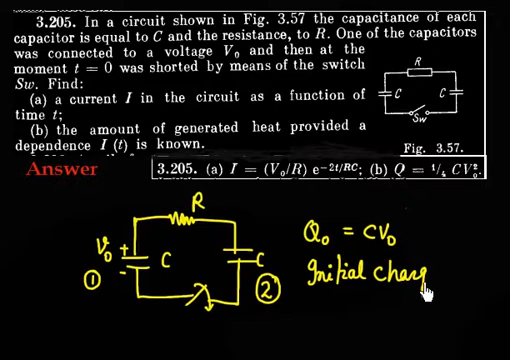 3.205. In a circuit shown in Fig. 3.57 the capacitance of each
capacitor is equal to C and the resistance, to R. One of the capacitors
was connected to a voltage V₀ and then at the
moment t = 0 was shorted by means of the switch
Sw. Find:
(a) a current I in the circuit as a function of
time t;
(b) the amount of generated heat provided a
dependence I (t) is known.
R
C
C
Sw
Fig. 3.57.
Answer
3.205. (a) I = (V₀/R) e⁻²ᵗ/ᴿᶜ; (b) Q = ¹/₄ CV₀².
R
V₀
+
-
C
C
①
②
Q₀ = CV₀
Initial charg